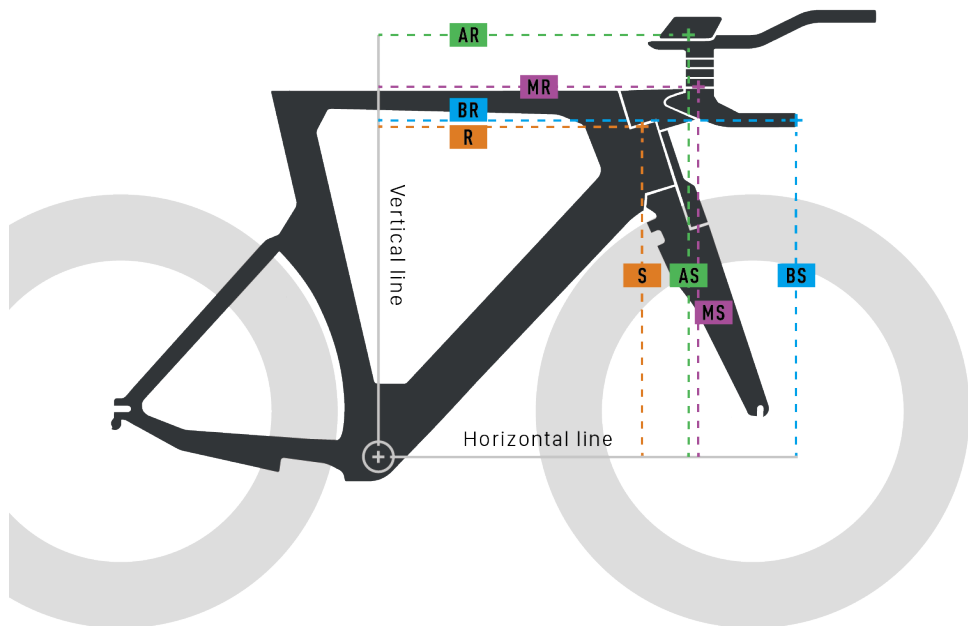 AR
MR
BR
R
Vertical line
S
AS
BS
MS
Horizontal line